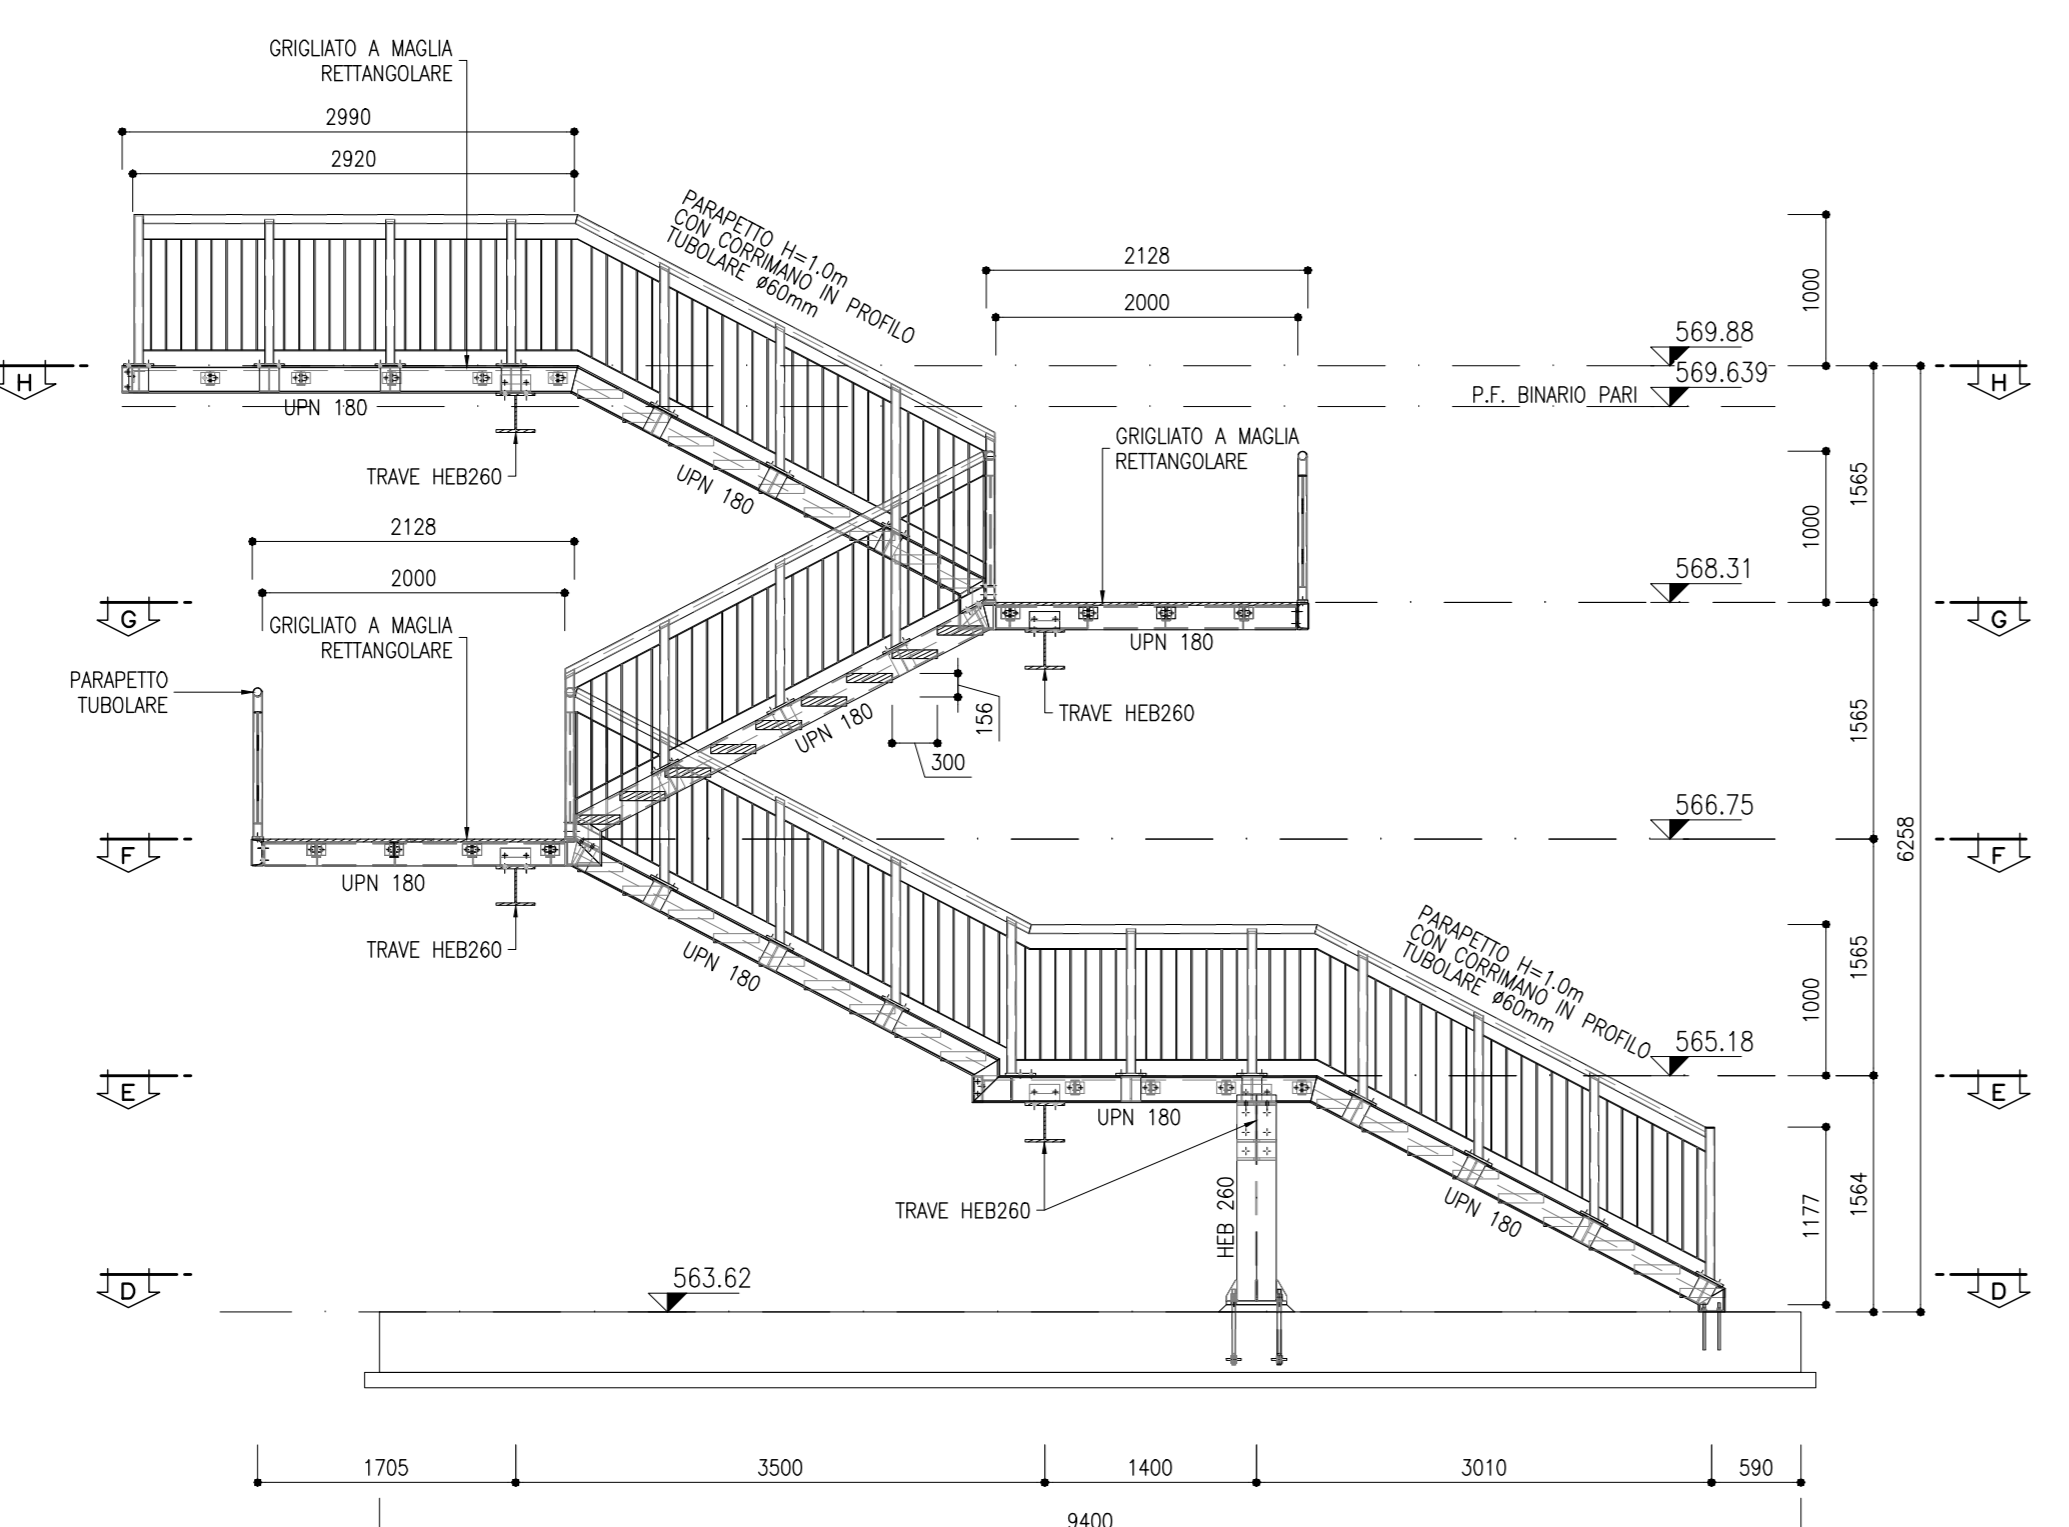 GRIGLIATO A MAGLIA
RETTANGOLARE
2990
2920
PARAPETTO H=1.0m
CON CORRIMANO IN PROFILO
TUBOLARE ø60mm
2128
2000
1000
569.88
569.639
P.F. BINARIO PARI
H
H
UPN 180
TRAVE HEB260
UPN 180
GRIGLIATO A MAGLIA
RETTANGOLARE
1000
1565
2128
2000
568.31
G
G
GRIGLIATO A MAGLIA
RETTANGOLARE
UPN 180
PARAPETTO
TUBOLARE
TRAVE HEB260
UPN 180
156
300
1565
566.75
6258
F
F
UPN 180
TRAVE HEB260
UPN 180
PARAPETTO H=1.0m
CON CORRIMANO IN PROFILO
TUBOLARE ø60mm
1000
1565
565.18
E
E
UPN 180
TRAVE HEB260
HEB 260
UPN 180
1177
1564
563.62
D
D
1705
3500
1400
3010
590
9400